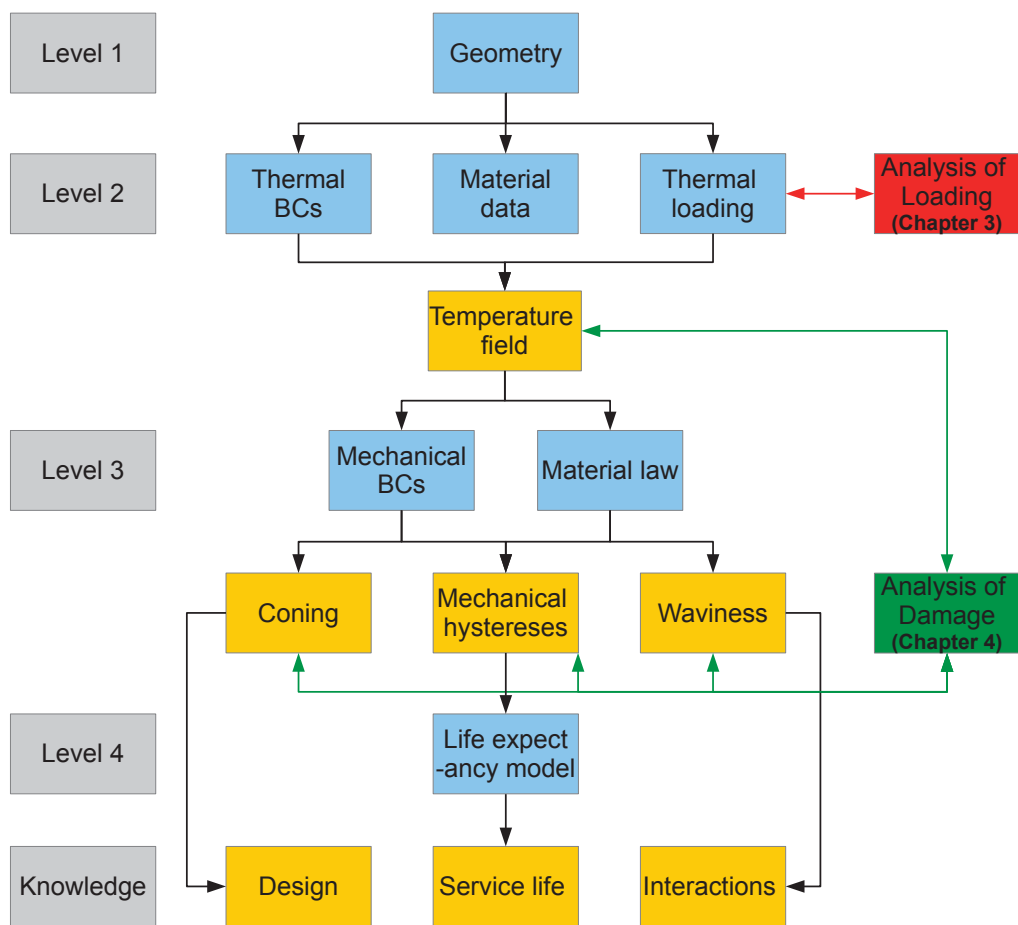 Level 1
Geometry
Level 2
Thermal
BCs
Material
data
Thermal
loading
Analysis of
Loading
(Chapter 3)
Temperature
field
Level 3
Mechanical
BCs
Material law
Coning
Mechanical
hystereses
Waviness
Analysis of
Damage
(Chapter 4)
Level 4
Life expect
-ancy model
Knowledge
Design
Service life
Interactions